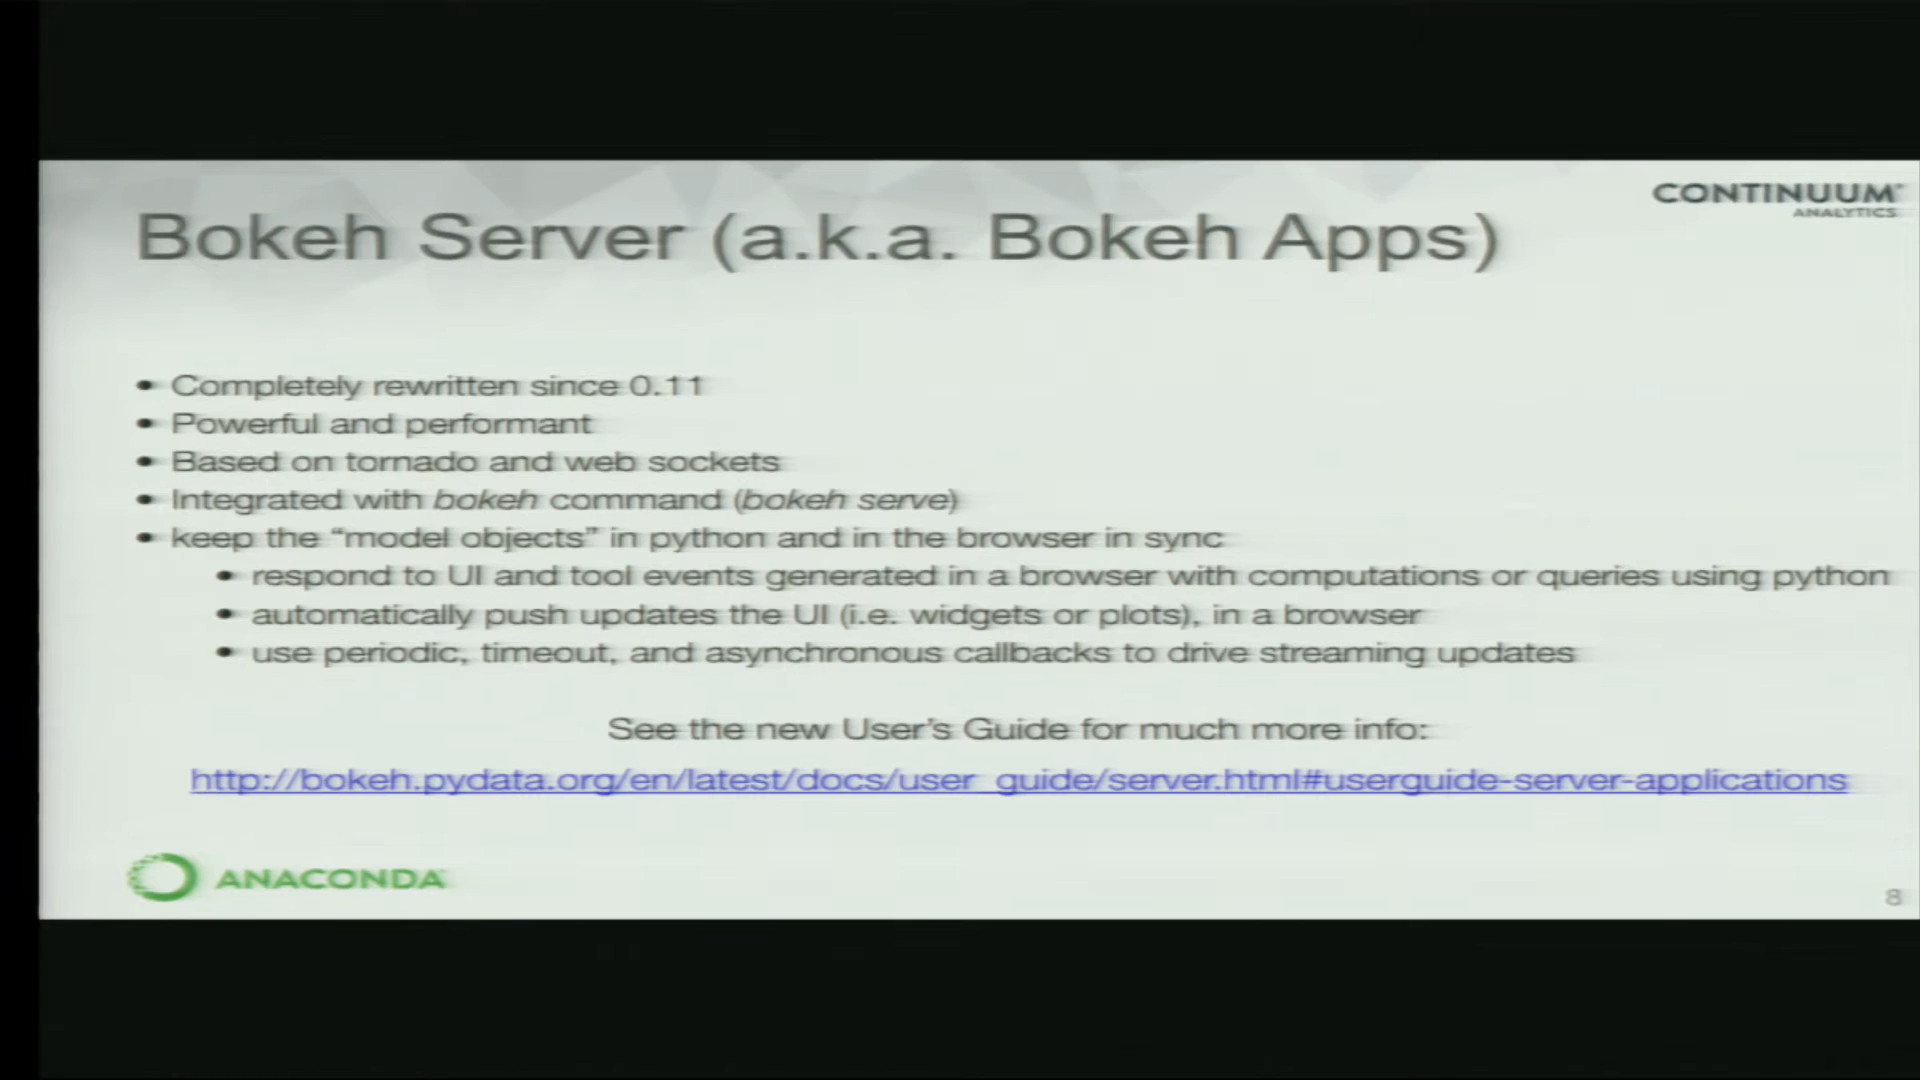 CONTINUUM
ANALYTICS
Bokeh Server (a.k.a. Bokeh Apps)
• Completely rewritten since 0.11
• Powerful and performant
• Based on tornado and web sockets
• Integrated with bokeh command (bokeh serve)
• keep the “model objects” in python and in the browser in sync
• respond to UI and tool events generated in a browser with computations or queries using python
• automatically push updates the UI (i.e. widgets or plots), in a browser
• use periodic, timeout, and asynchronous callbacks to drive streaming updates
See the new User’s Guide for much more info:
http://bokeh.pydata.org/en/latest/docs/user_guide/server.html#userguide-server-applications
ANACONDA
8